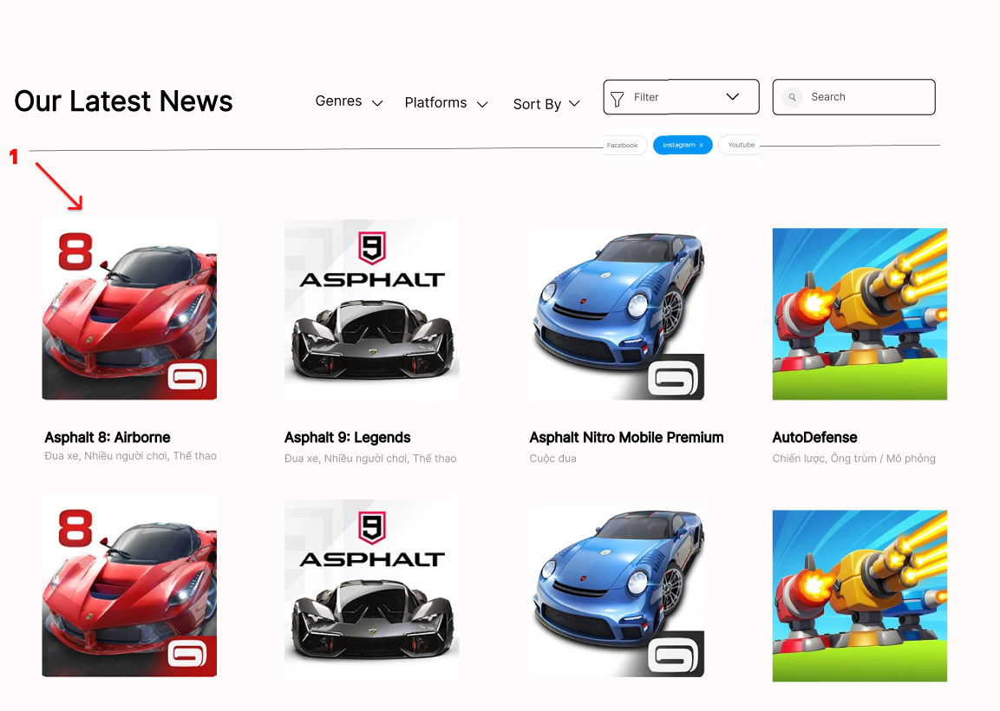 Our Latest News
Genres
Platforms
Sort By
Filter
Search
Facebook
Instagram x
Youtube
1
8
9
ASPHALT
Asphalt 8: Airborne
Asphalt 9: Legends
Asphalt Nitro Mobile Premium
AutoDefense
Đua xe, Nhiều người chơi, Thể thao
Đua xe, Nhiều người chơi, Thể thao
Cuộc đua
Chiến lược, Ông trùm / Mô phỏng
8
9
ASPHALT